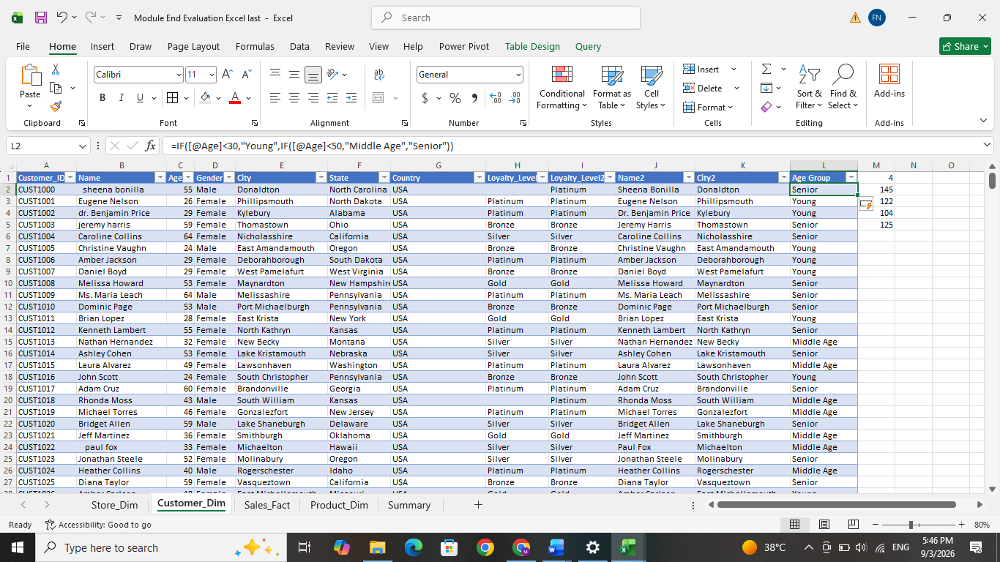 Module End Evaluation Excel last - Excel
Search
FN
File Home Insert Draw Page Layout Formulas Data Review View Help Power Pivot Table Design Query Share
Paste
Calibri 11
General
Conditional Formatting
Format as Table
Cell Styles
Insert
Delete
Format
Sort & Filter
Find & Select
Add-ins
Clipboard Font Alignment Number Styles Cells Editing Add-ins
L2 =IF([@Age]<30,"Young",IF([@Age]<50,"Middle Age","Senior"))
A B C D E F G H I J K L M N O
1 Customer_ID Name Age Gender City State Country Loyalty_Level Loyalty_Level2 Name2 City2 Age Group 4
2 CUST1000 sheena bonilla 55 Male Donaldton North Carolina USA Platinum Sheena Bonilla Donaldton Senior 145
3 CUST1001 Eugene Nelson 26 Female Phillipsmouth North Dakota USA Platinum Platinum Eugene Nelson Phillipsmouth Young 122
4 CUST1002 dr. Benjamin Price 29 Female Kylebury Alabama USA Platinum Platinum Dr. Benjamin Price Kylebury Young 104
5 CUST1003 jeremy harris 59 Female Thomastown Ohio USA Bronze Bronze Jeremy Harris Thomastown Senior 125
6 CUST1004 Caroline Collins 64 Female Nicholasshire California USA Silver Silver Caroline Collins Nicholasshire Senior
7 CUST1005 Christine Vaughn 24 Male East Amandamouth Oregon USA Bronze Bronze Christine Vaughn East Amandamouth Young
8 CUST1006 Amber Jackson 29 Female Deborahborough South Dakota USA Platinum Platinum Amber Jackson Deborahborough Young
9 CUST1007 Daniel Boyd 29 Female West Pamelafurt West Virginia USA Bronze Bronze Daniel Boyd West Pamelafurt Young
10 CUST1008 Melissa Howard 53 Female Maynardton New Hampshire USA Gold Gold Melissa Howard Maynardton Senior
11 CUST1009 Ms. Maria Leach 64 Male Melissashire Pennsylvania USA Platinum Platinum Ms. Maria Leach Melissashire Senior
12 CUST1010 Dominic Page 53 Male Port Michaelburgh Pennsylvania USA Bronze Bronze Dominic Page Port Michaelburgh Senior
13 CUST1011 Brian Lopez 28 Female East Krista New York USA Gold Gold Brian Lopez East Krista Young
14 CUST1012 Kenneth Lambert 55 Female North Kathryn Kansas USA Platinum Platinum Kenneth Lambert North Kathryn Senior
15 CUST1013 Nathan Hernandez 32 Female New Becky Montana USA Silver Silver Nathan Hernandez New Becky Middle Age
16 CUST1014 Ashley Cohen 53 Female Lake Kristamouth Nebraska USA Silver Silver Ashley Cohen Lake Kristamouth Senior
17 CUST1015 Laura Alvarez 49 Female Lawsonhaven Washington USA Platinum Platinum Laura Alvarez Lawsonhaven Middle Age
18 CUST1016 John Scott 24 Female South Christopher Pennsylvania USA Bronze Bronze John Scott South Christopher Young
19 CUST1017 Adam Cruz 60 Female Brandonville Georgia USA Platinum Platinum Adam Cruz Brandonville Senior
20 CUST1018 Rhonda Moss 43 Male South William Kansas USA Platinum Rhonda Moss South William Middle Age
21 CUST1019 Michael Torres 46 Female Gonzalezfort New Jersey USA Platinum Platinum Michael Torres Gonzalezfort Middle Age
22 CUST1020 Bridget Allen 59 Male Lake Shaneburgh Delaware USA Silver Silver Bridget Allen Lake Shaneburgh Senior
23 CUST1021 Jeff Martinez 36 Female Smithburgh Oklahoma USA Gold Gold Jeff Martinez Smithburgh Middle Age
24 CUST1022 paul fox 33 Female Michaelton Hawaii USA Silver Silver Paul Fox Michaelton Middle Age
25 CUST1023 Jonathan Steele 52 Female Molinabury Oregon USA Silver Silver Jonathan Steele Molinabury Senior
26 CUST1024 Heather Collins 40 Male Rogerschester Idaho USA Platinum Platinum Heather Collins Rogerschester Middle Age
27 CUST1025 Diana Taylor 59 Female Vasqueztown California USA Bronze Bronze Diana Taylor Vasqueztown Senior
Store_Dim Customer_Dim Sales_Fact Product_Dim Summary
Ready Accessibility: Good to go 80%
Type here to search
38°C ENG
5:46 PM
9/3/2026